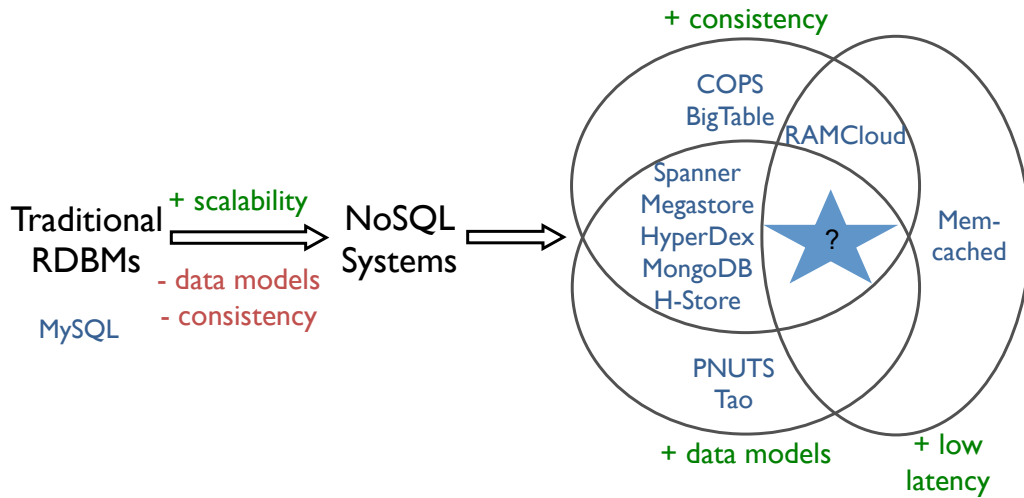 Traditional
RDBMs
MySQL
+ scalability
- data models
- consistency
NoSQL
Systems
+ consistency
COPS
BigTable
RAMCloud
Spanner
Megastore
HyperDex
MongoDB
H-Store
?
Mem-
cached
PNUTS
Tao
+ data models
+ low
latency